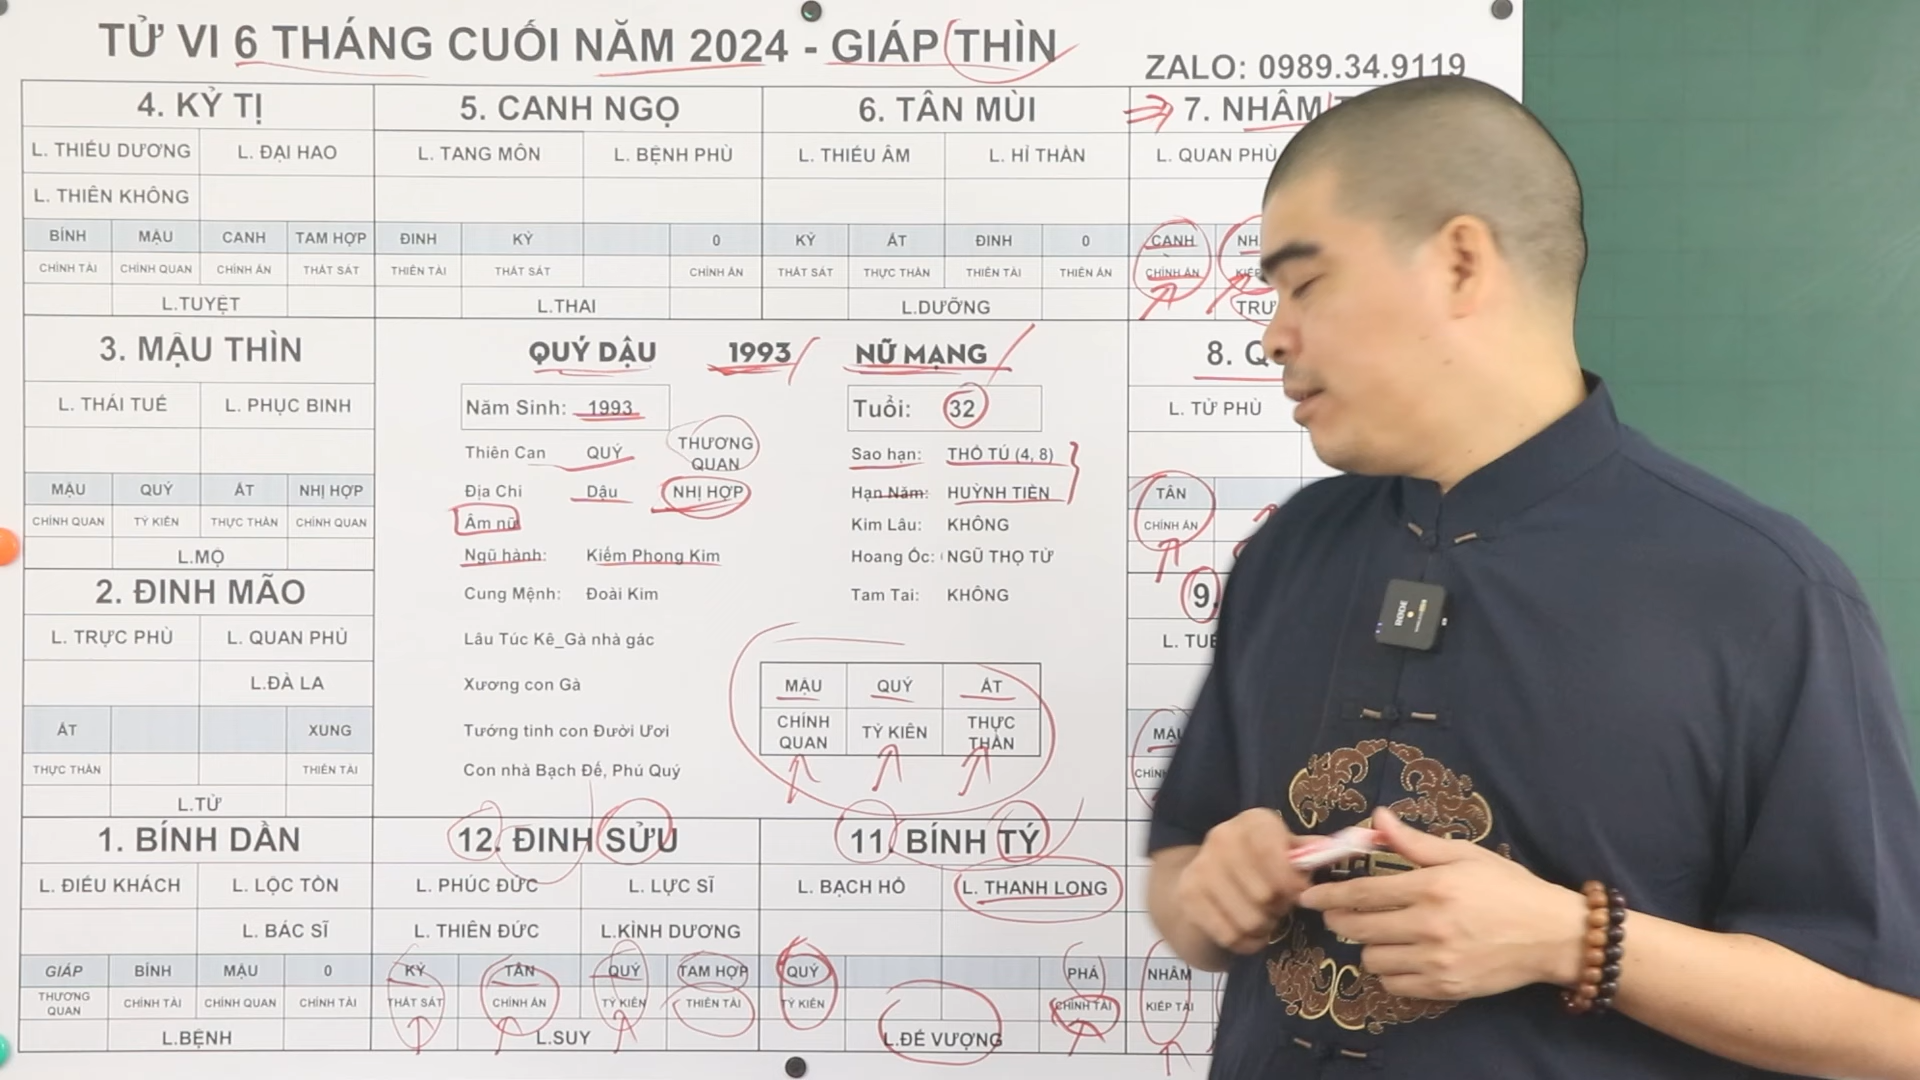 TỬ VI 6 THÁNG CUỐI NĂM 2024 - GIÁP THÌN
ZALO: 0989.34.9119
4. KỶ TỊ
L. THIẾU DƯƠNG L. ĐẠI HAO
L. THIÊN KHÔNG
BÍNH MẬU CANH TAM HỢP
CHÍNH TÀI CHÍNH QUAN CHÍNH ẤN THẤT SÁT
L.TUYỆT
5. CANH NGỌ
L. TANG MÔN L. BỆNH PHÙ
ĐINH KỶ 0
THIÊN TÀI THẤT SÁT CHÍNH ẤN
L.THAI
6. TÂN MÙI
L. THIẾU ÂM L. HỈ THẦN
KỶ ẤT ĐINH 0
THẤT SÁT THỰC THẦN THIÊN TÀI THIÊN ẤN
L.DƯỠNG
7. NHÂM
L. QUAN PHÙ
CANH
CHÍNH ẤN
3. MẬU THÌN
L. THÁI TUẾ L. PHỤC BINH
MẬU QUÝ ẤT NHỊ HỢP
CHÍNH QUAN TỶ KIÊN THỰC THẦN CHÍNH QUAN
L.MỘ
QUÝ DẬU 1993 NỮ MẠNG
Năm Sinh: 1993
Tuổi: 32
Thiên Can QUÝ THƯƠNG QUAN
Sao hạn: THỔ TÚ (4, 8)
Địa Chi Dậu NHỊ HỢP
Hạn Năm: HUỲNH TIỀN
Âm nữ
Kim Lâu: KHÔNG
Ngũ hành: Kiếm Phong Kim
Hoang Ốc: NGŨ THỌ TỬ
Cung Mệnh: Đoài Kim
Tam Tai: KHÔNG
Lâu Túc Kê_Gà nhà gác
Xương con Gà
Tướng tinh con Đười Ươi
Con nhà Bạch Đế, Phú Quý
MẬU QUÝ ẤT
CHÍNH QUAN TỶ KIÊN THỰC THẦN
8.
L. TỬ PHÙ
TÂN
CHÍNH ẤN
2. ĐINH MÃO
L. TRỰC PHÙ L. QUAN PHỦ
L.ĐÀ LA
ẤT XUNG
THỰC THẦN THIÊN TÀI
L.TỬ
9.
1. BÍNH DẦN
L. ĐIẾU KHÁCH L. LỘC TỒN
L. BÁC SĨ
GIÁP BÍNH MẬU 0
THƯƠNG QUAN CHÍNH TÀI CHÍNH QUAN CHÍNH TÀI
L.BỆNH
12. ĐINH SỬU
L. PHÚC ĐỨC L. LỰC SĨ
L. THIÊN ĐỨC L.KÌNH DƯƠNG
KỶ TÂN QUÝ TAM HỢP
THẤT SÁT CHÍNH ẤN TỶ KIÊN THIÊN TÀI
L.SUY
11. BÍNH TÝ
L. BẠCH HỔ L. THANH LONG
QUÝ PHÁ
TỶ KIÊN CHÍNH TÀI
L.ĐẾ VƯỢNG
NHÂM
KIẾP TÀI
RØDE